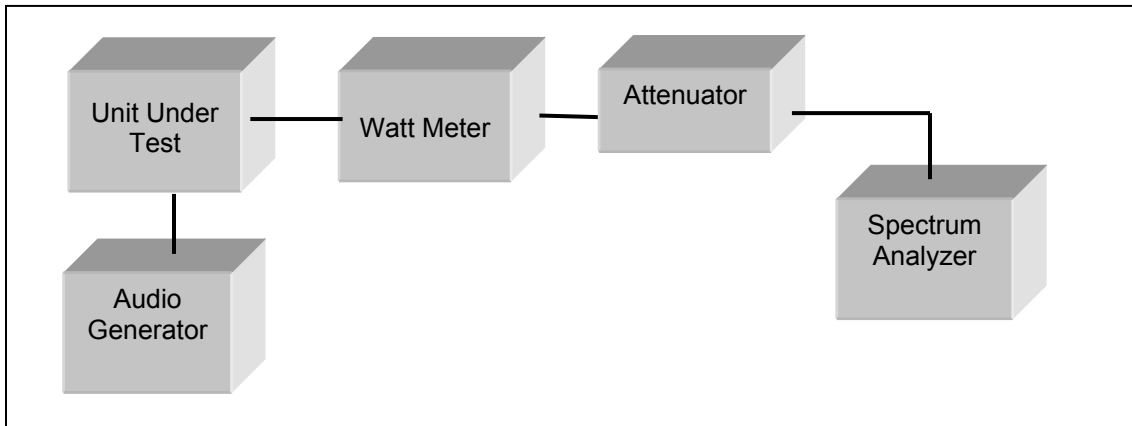 Unit Under
Test
Watt Meter
Attenuator
Spectrum
Analyzer
Audio
Generator